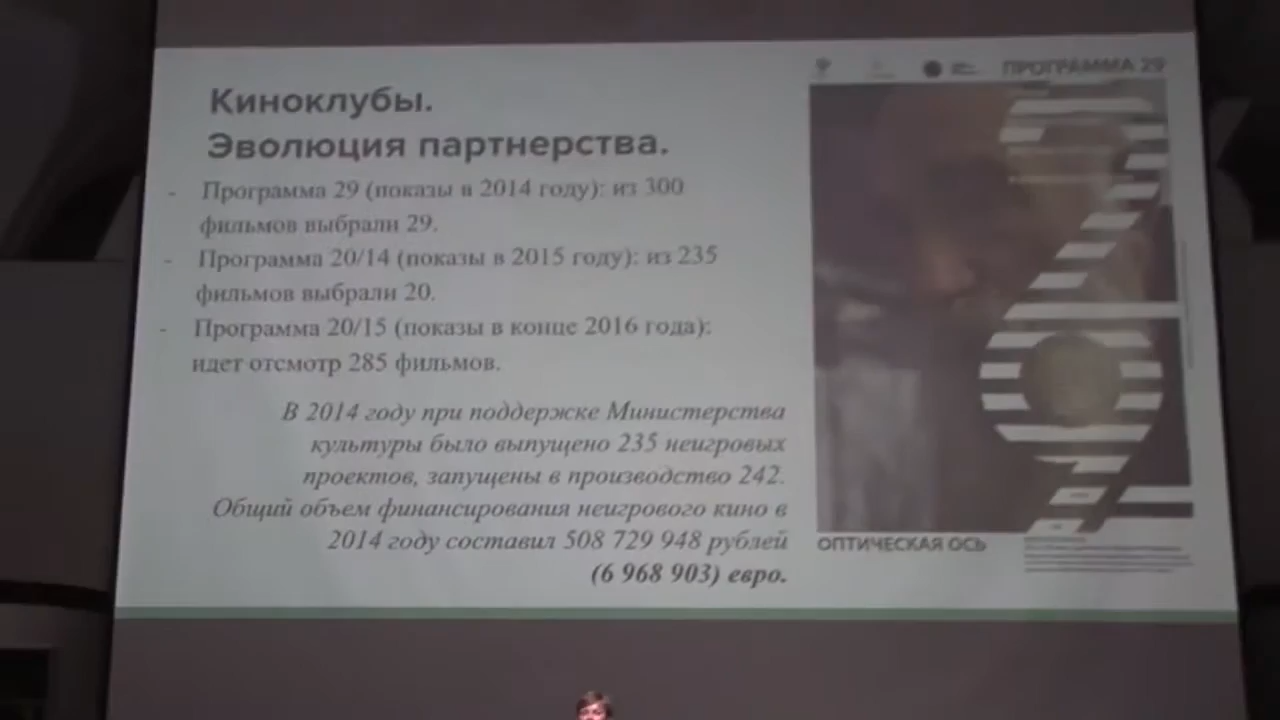 Киноклубы.
Эволюция партнерства.
- Программа 29 (показы в 2014 году): из 300
фильмов выбрали 29.
- Программа 20/14 (показы в 2015 году): из 235
фильмов выбрали 20.
- Программа 20/15 (показы в конце 2016 года):
идет отсмотр 285 фильмов.
В 2014 году при поддержке Министерства
культуры было выпущено 235 неигровых
проектов, запущены в производство 242.
Общий объем финансирования неигрового кино в
2014 году составил 508 729 948 рублей
(6 968 903) евро.
ПРОГРАММА 29
ОПТИЧЕСКАЯ ОСЬ